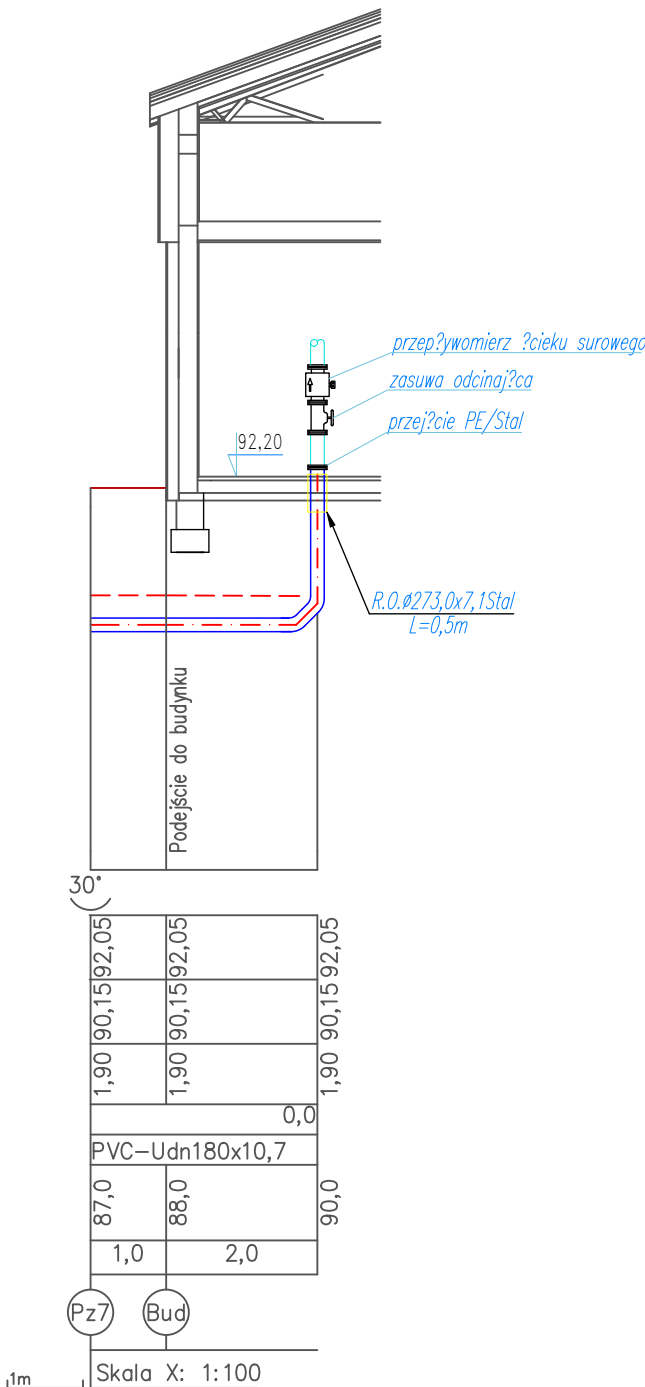 przep?ywomierz ?cieku surowego
zasuwa odcinaj?ca
przej?cie PE/Stal
92,20
R.O.ø273,0x7,1Stal
L=0,5m
Podejście do budynku
30°
92,05 92,05 92,05
90,15 90,15 90,15
1,90 1,90 1,90
0,0
PVC-Udn180x10,7
87,0 88,0 90,0
1,0 2,0
Pz7 Bud
1m
Skala X: 1:100